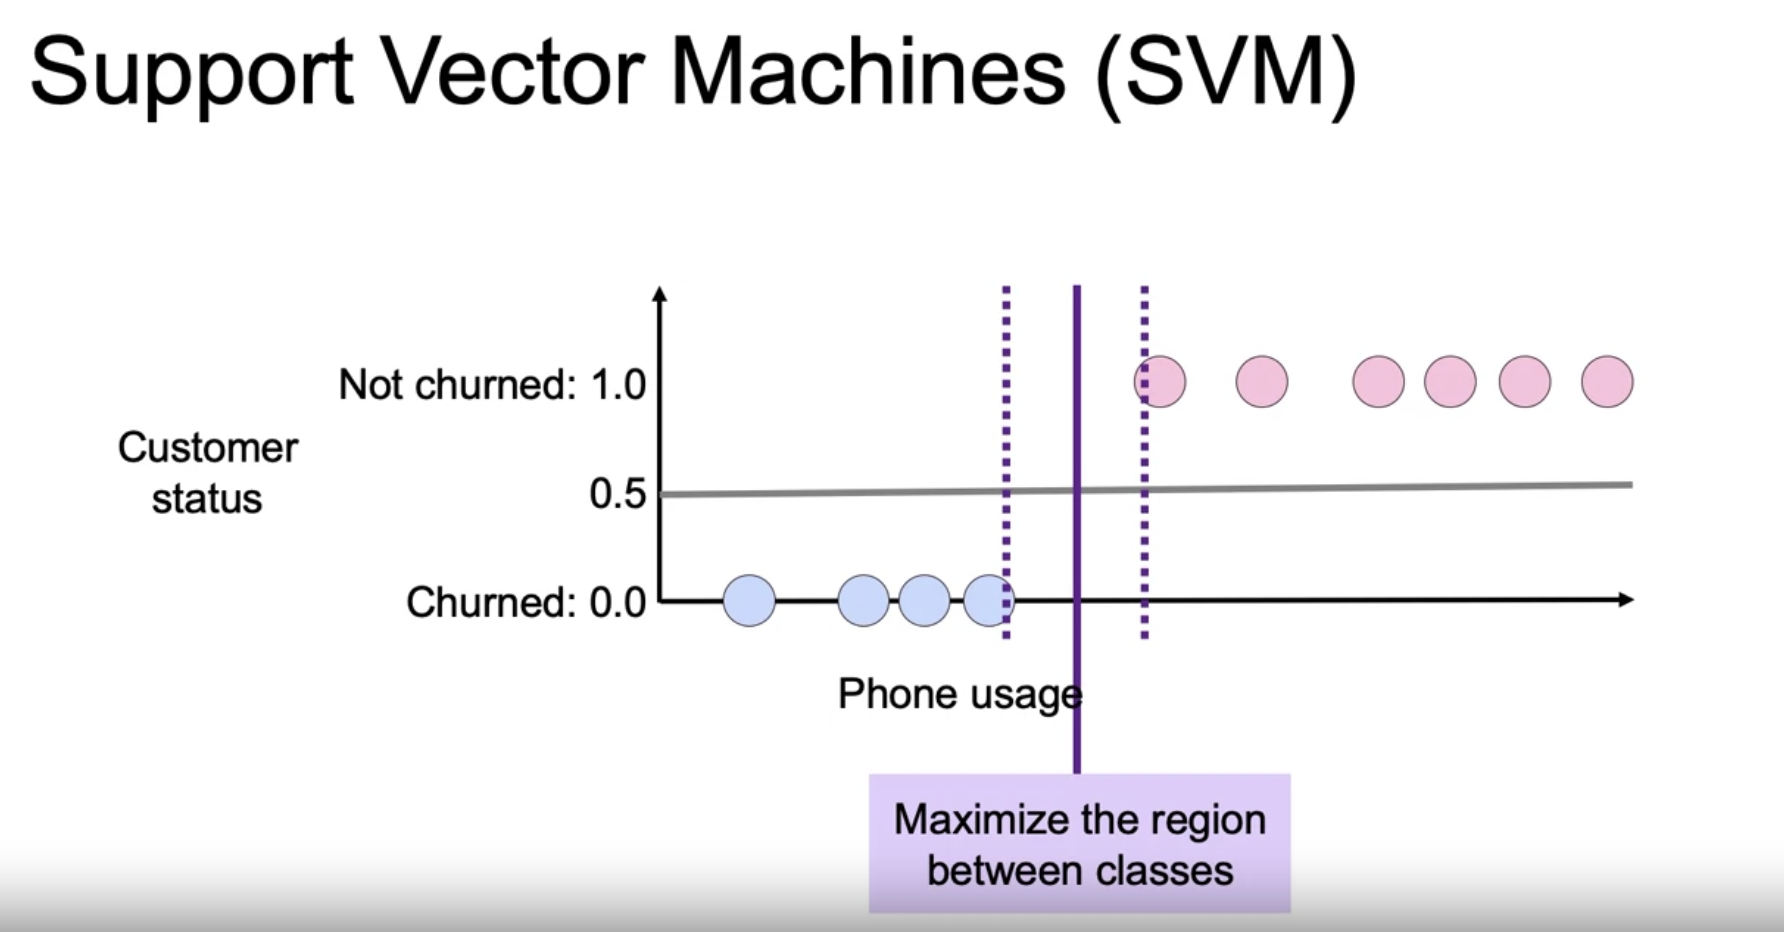 Support Vector Machines (SVM)
Not churned: 1.0
Customer
status
0.5
Churned: 0.0
Phone usage
Maximize the region
between classes